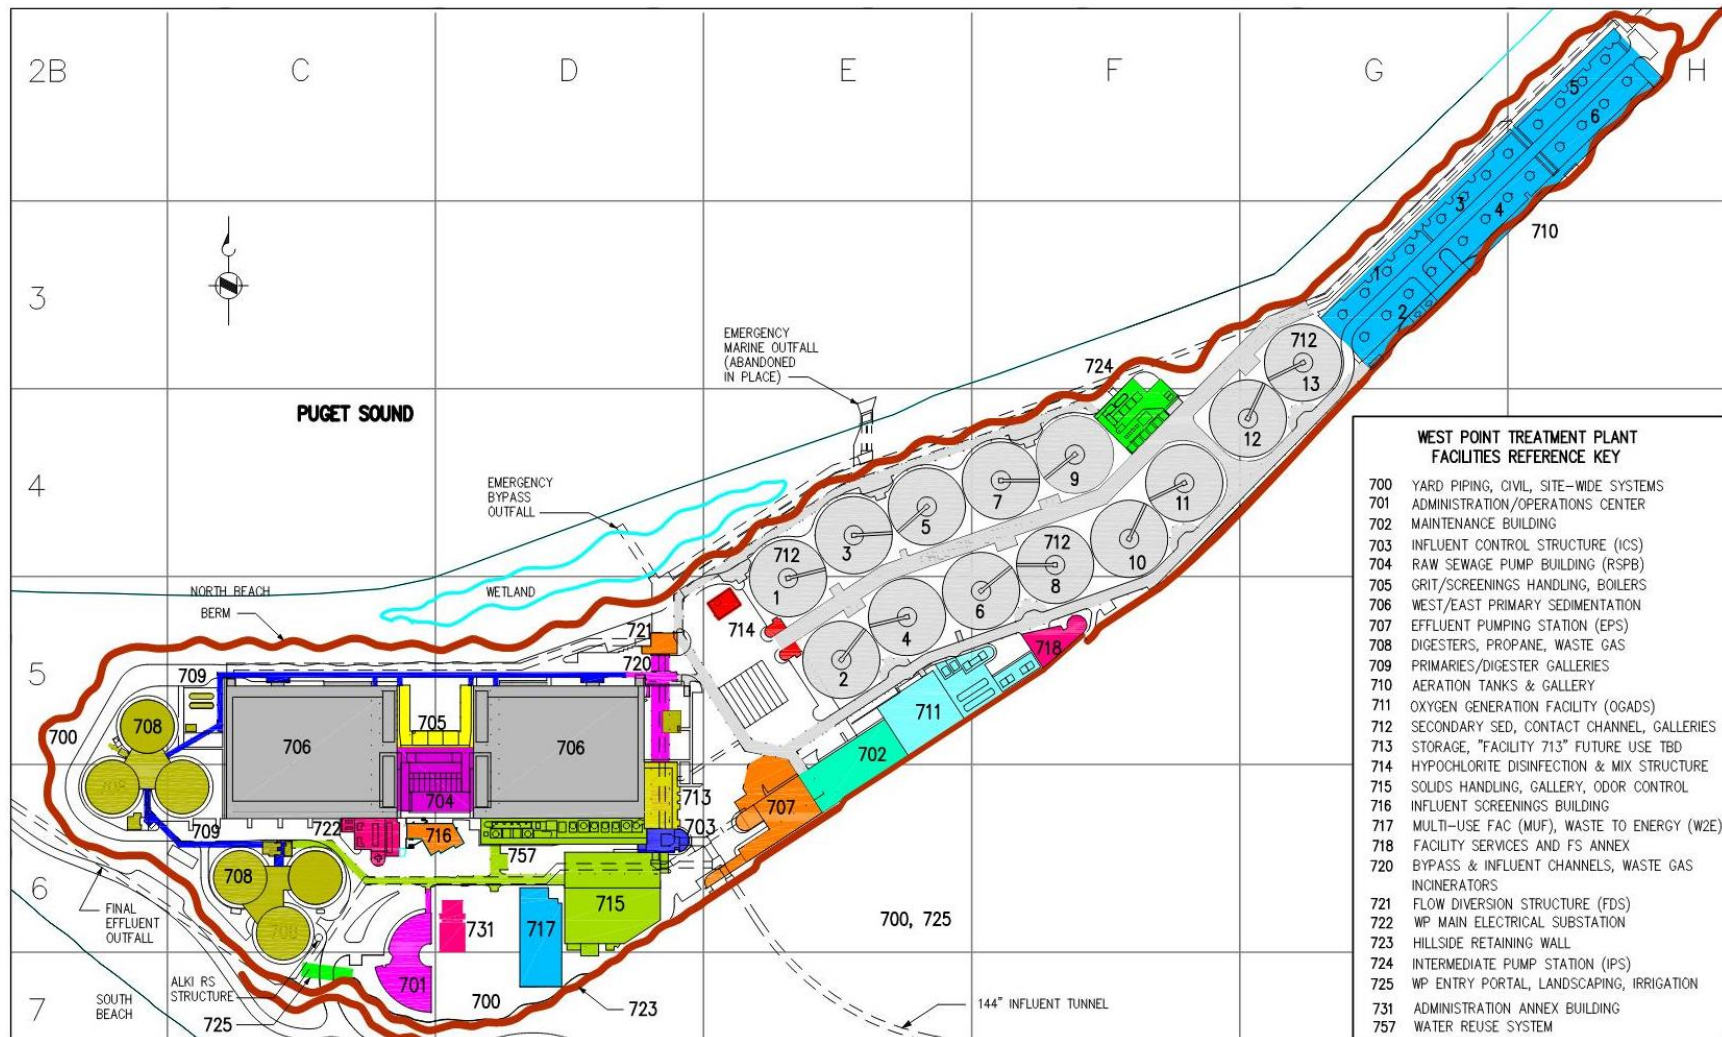 2B C D E F G H
3
4
5
6
7
PUGET SOUND
EMERGENCY
MARINE OUTFALL
(ABANDONED
IN PLACE)
EMERGENCY
BYPASS
OUTFALL
NORTH BEACH
BERM
WETLAND
FINAL
EFFLUENT
OUTFALL
ALKI RS
STRUCTURE
SOUTH
BEACH
144" INFLUENT TUNNEL
5
6
3
4
1
2
710
712
13
12
724
9
11
7
10
5
712
8
3
6
712
1
4
2
714
718
711
702
707
721
720
709
708
700
706
705
706
704
713
703
708
709
722
716
757
708
715
717
731
700, 725
708
701
700
723
725
WEST POINT TREATMENT PLANT
FACILITIES REFERENCE KEY
700 YARD PIPING, CIVIL, SITE-WIDE SYSTEMS
701 ADMINISTRATION/OPERATIONS CENTER
702 MAINTENANCE BUILDING
703 INFLUENT CONTROL STRUCTURE (ICS)
704 RAW SEWAGE PUMP BUILDING (RSPB)
705 GRIT/SCREENINGS HANDLING, BOILERS
706 WEST/EAST PRIMARY SEDIMENTATION
707 EFFLUENT PUMPING STATION (EPS)
708 DIGESTERS, PROPANE, WASTE GAS
709 PRIMARIES/DIGESTER GALLERIES
710 AERATION TANKS & GALLERY
711 OXYGEN GENERATION FACILITY (OGADS)
712 SECONDARY SED, CONTACT CHANNEL, GALLERIES
713 STORAGE, "FACILITY 713" FUTURE USE TBD
714 HYPOCHLORITE DISINFECTION & MIX STRUCTURE
715 SOLIDS HANDLING, GALLERY, ODOR CONTROL
716 INFLUENT SCREENINGS BUILDING
717 MULTI-USE FAC (MUF), WASTE TO ENERGY (W2E)
718 FACILITY SERVICES AND FS ANNEX
720 BYPASS & INFLUENT CHANNELS, WASTE GAS
INCINERATORS
721 FLOW DIVERSION STRUCTURE (FDS)
722 WP MAIN ELECTRICAL SUBSTATION
723 HILLSIDE RETAINING WALL
724 INTERMEDIATE PUMP STATION (IPS)
725 WP ENTRY PORTAL, LANDSCAPING, IRRIGATION
731 ADMINISTRATION ANNEX BUILDING
757 WATER REUSE SYSTEM